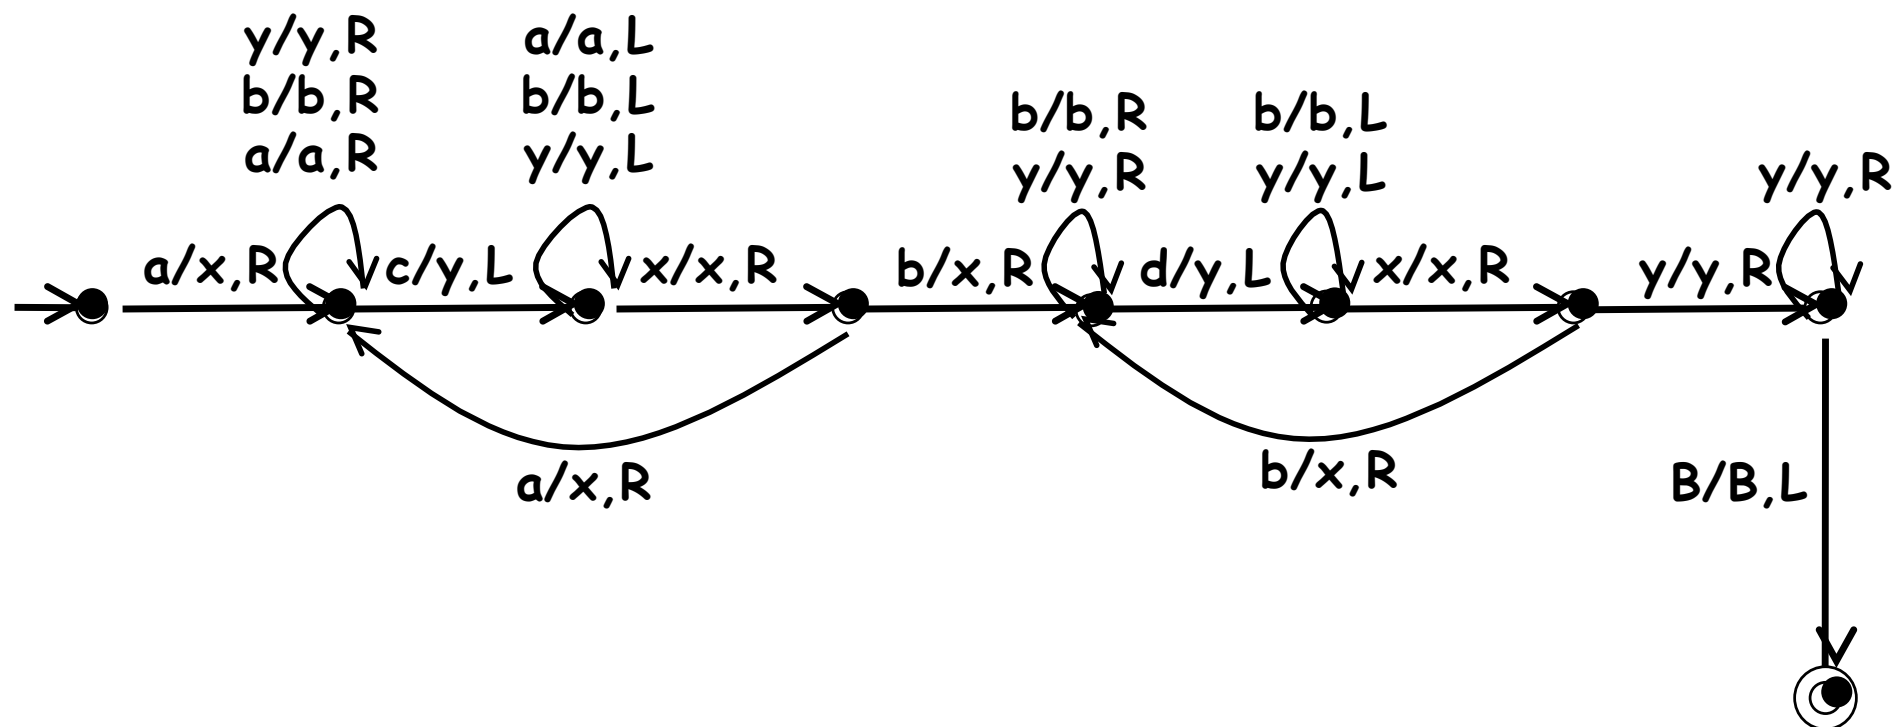 y/y,R
b/b,R
a/a,R
a/a,L
b/b,L
y/y,L
b/b,R
y/y,R
b/b,L
y/y,L
y/y,R
a/x,R
c/y,L
x/x,R
b/x,R
d/y,L
x/x,R
y/y,R
a/x,R
b/x,R
B/B,L